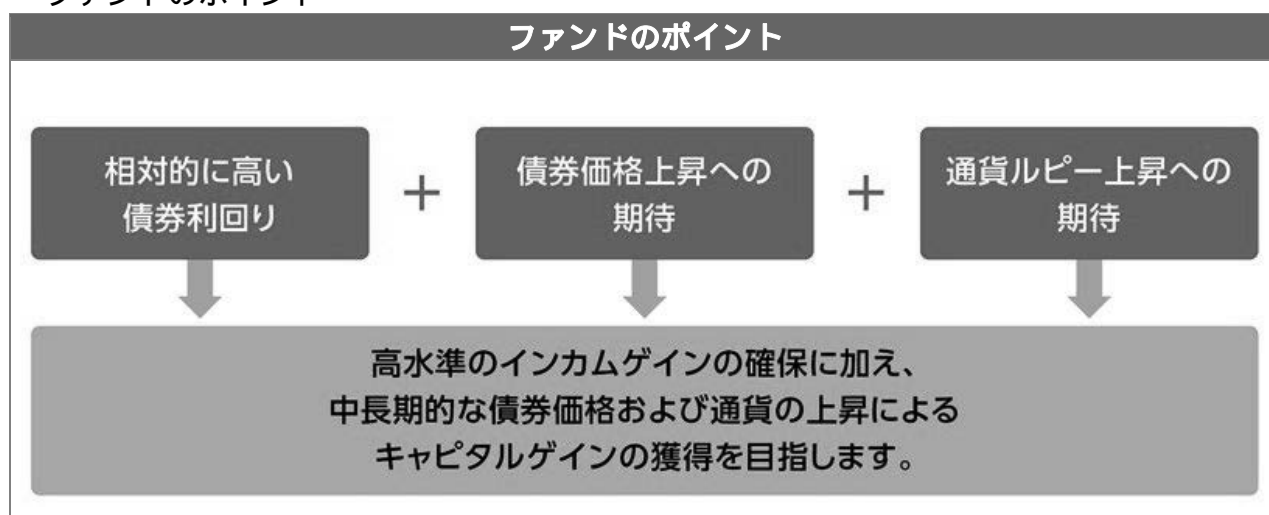 ファンドのポイント
相対的に高い
債券利回り
+
債券価格上昇への
期待
+
通貨ルピー上昇への
期待
高水準のインカムゲインの確保に加え、
中長期的な債券価格および通貨の上昇による
キャピタルゲインの獲得を目指します。